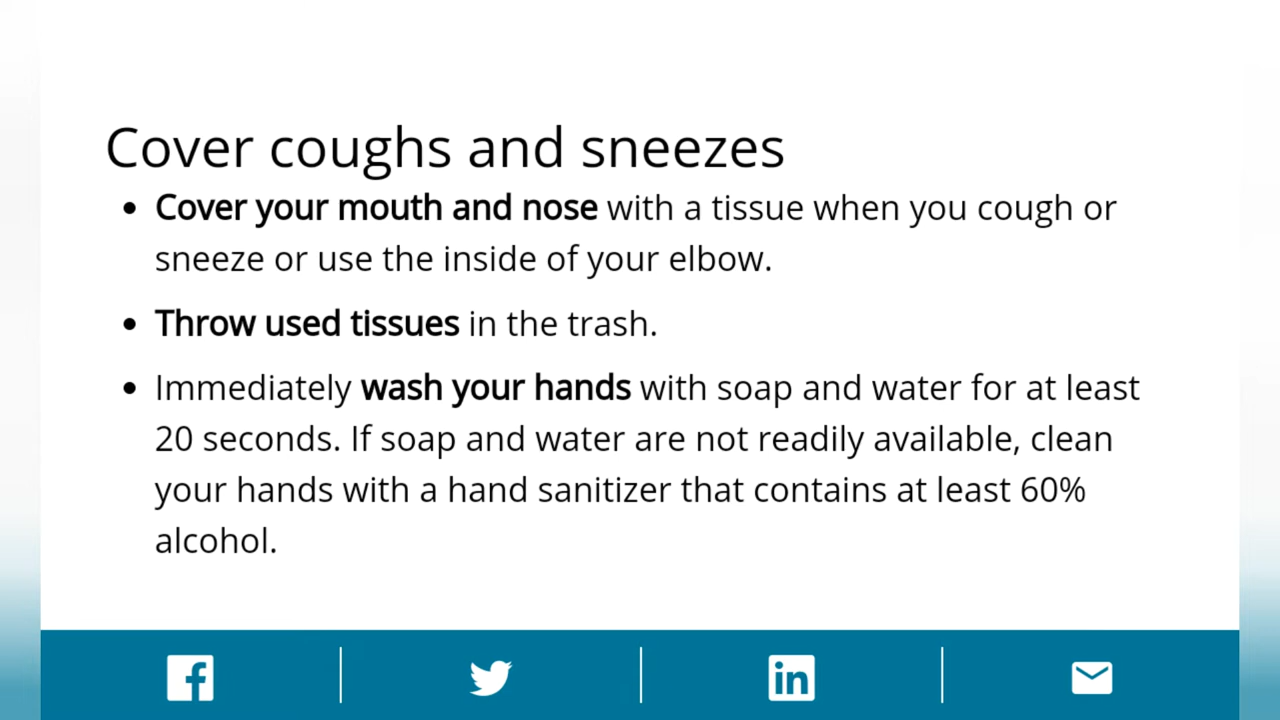 Cover coughs and sneezes
Cover your mouth and nose with a tissue when you cough or
sneeze or use the inside of your elbow.
Throw used tissues in the trash.
Immediately wash your hands with soap and water for at least
20 seconds. If soap and water are not readily available, clean
your hands with a hand sanitizer that contains at least 60%
alcohol.